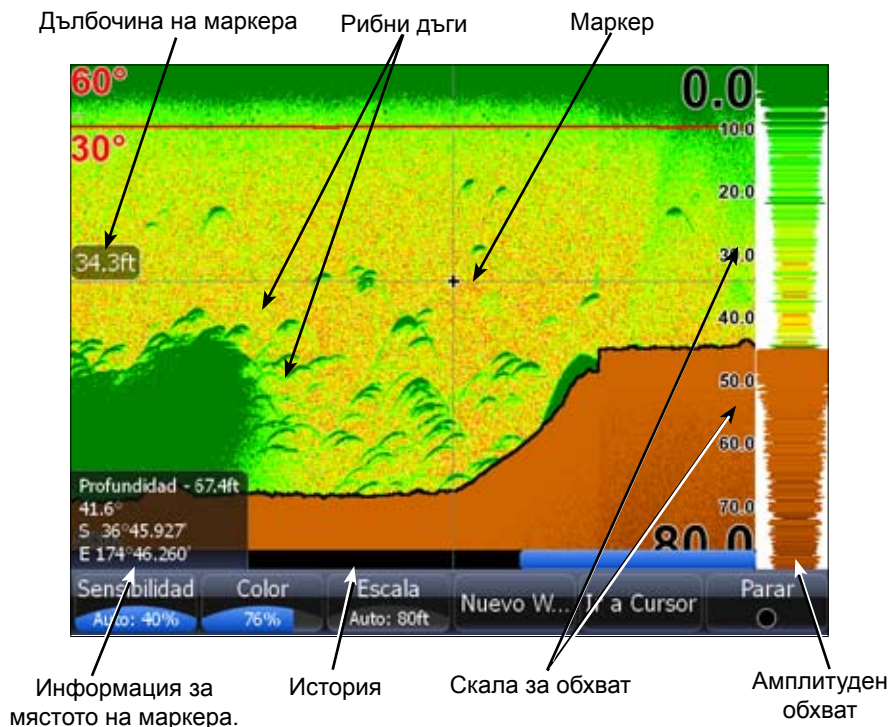 Дълбочина на маркера
Рибни дъги
Маркер
60°
0.0
30°
10.0
20.0
34.3ft
30.0
40.0
50.0
60.0
Profundidad - 67.4ft
41.6°
70.0
S 36°45.927'
80.0
E 174°46.260'
Sensibilidad
Color
Escala
Nuevo W...
Ir a Cursor
Parar
Auto: 40%
76%
Auto: 80ft
Информация за
мястото на маркера.
История
Скала за обхват
Амплитуден
обхват